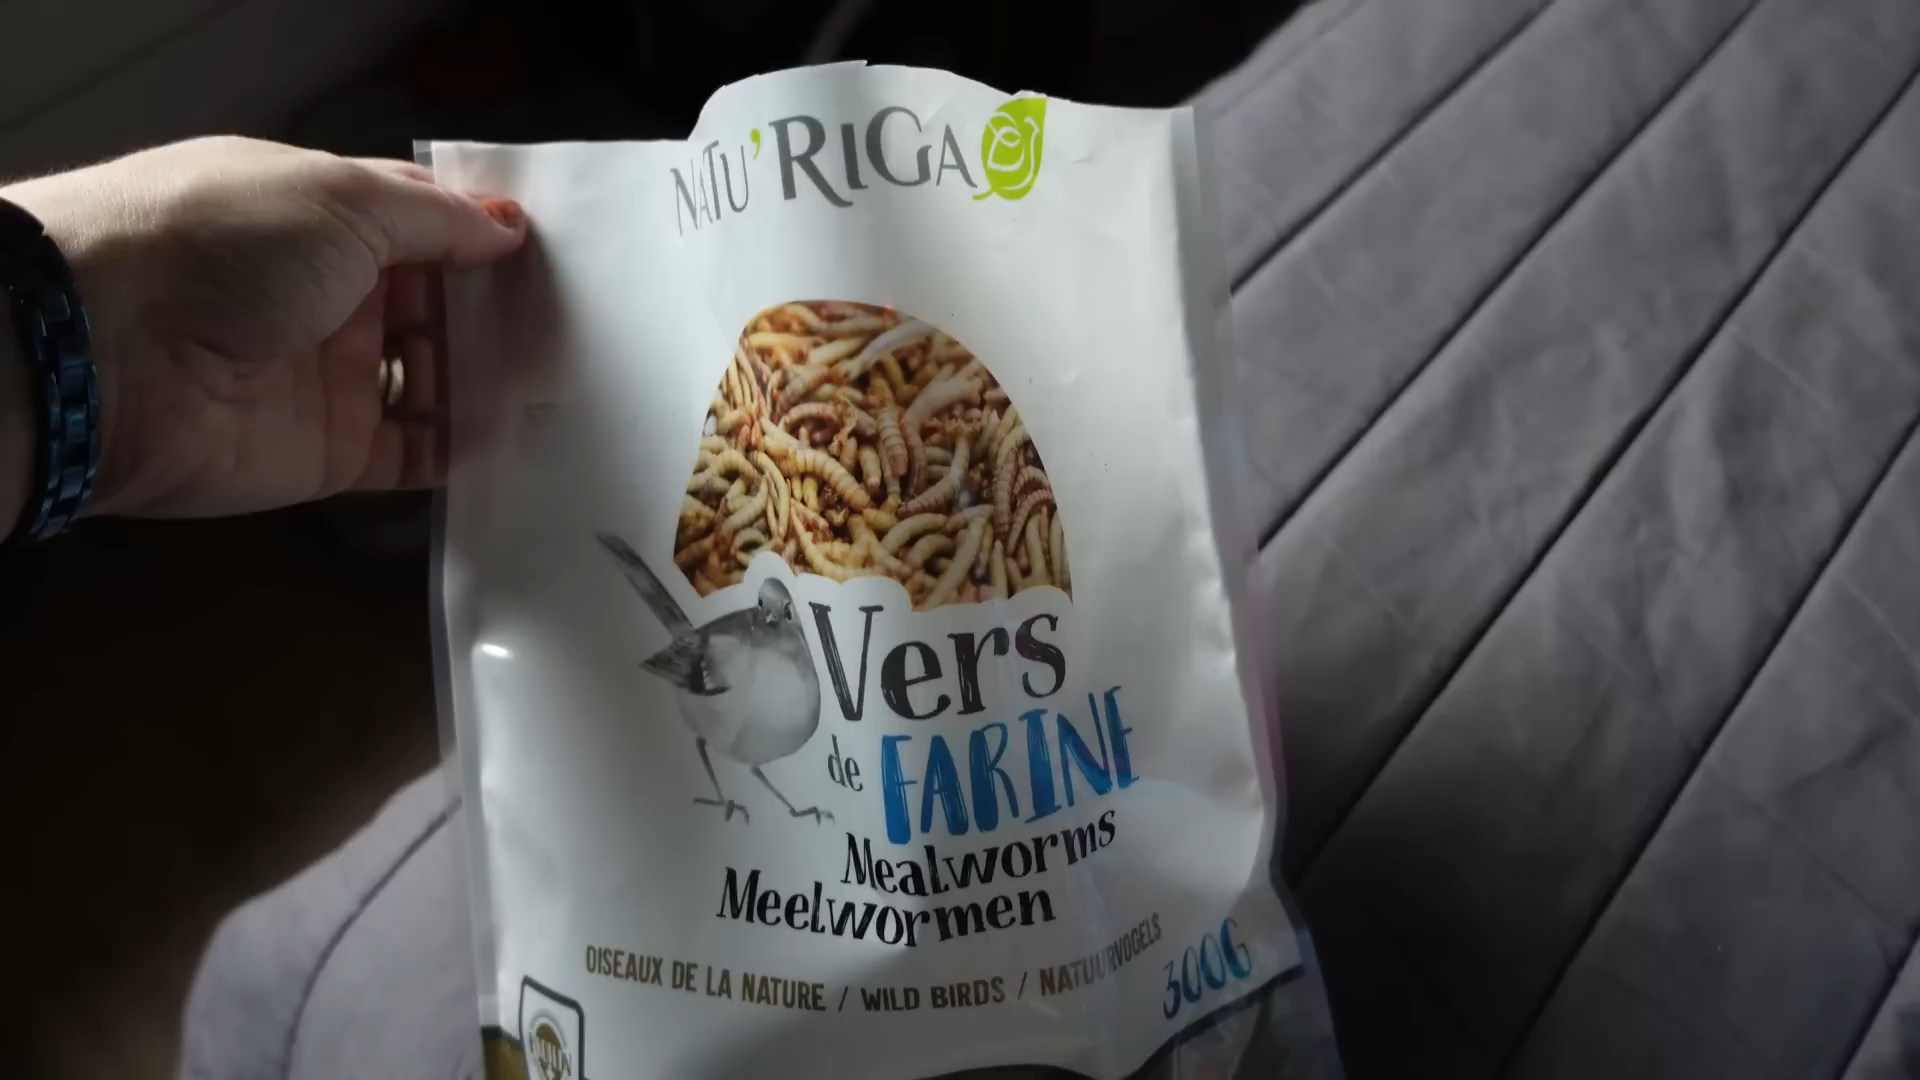 NATU'RIGA
Vers
de FARINE
Mealworms
Meelwormen
OISEAUX DE LA NATURE / WILD BIRDS / NATUURVOGELS
300G